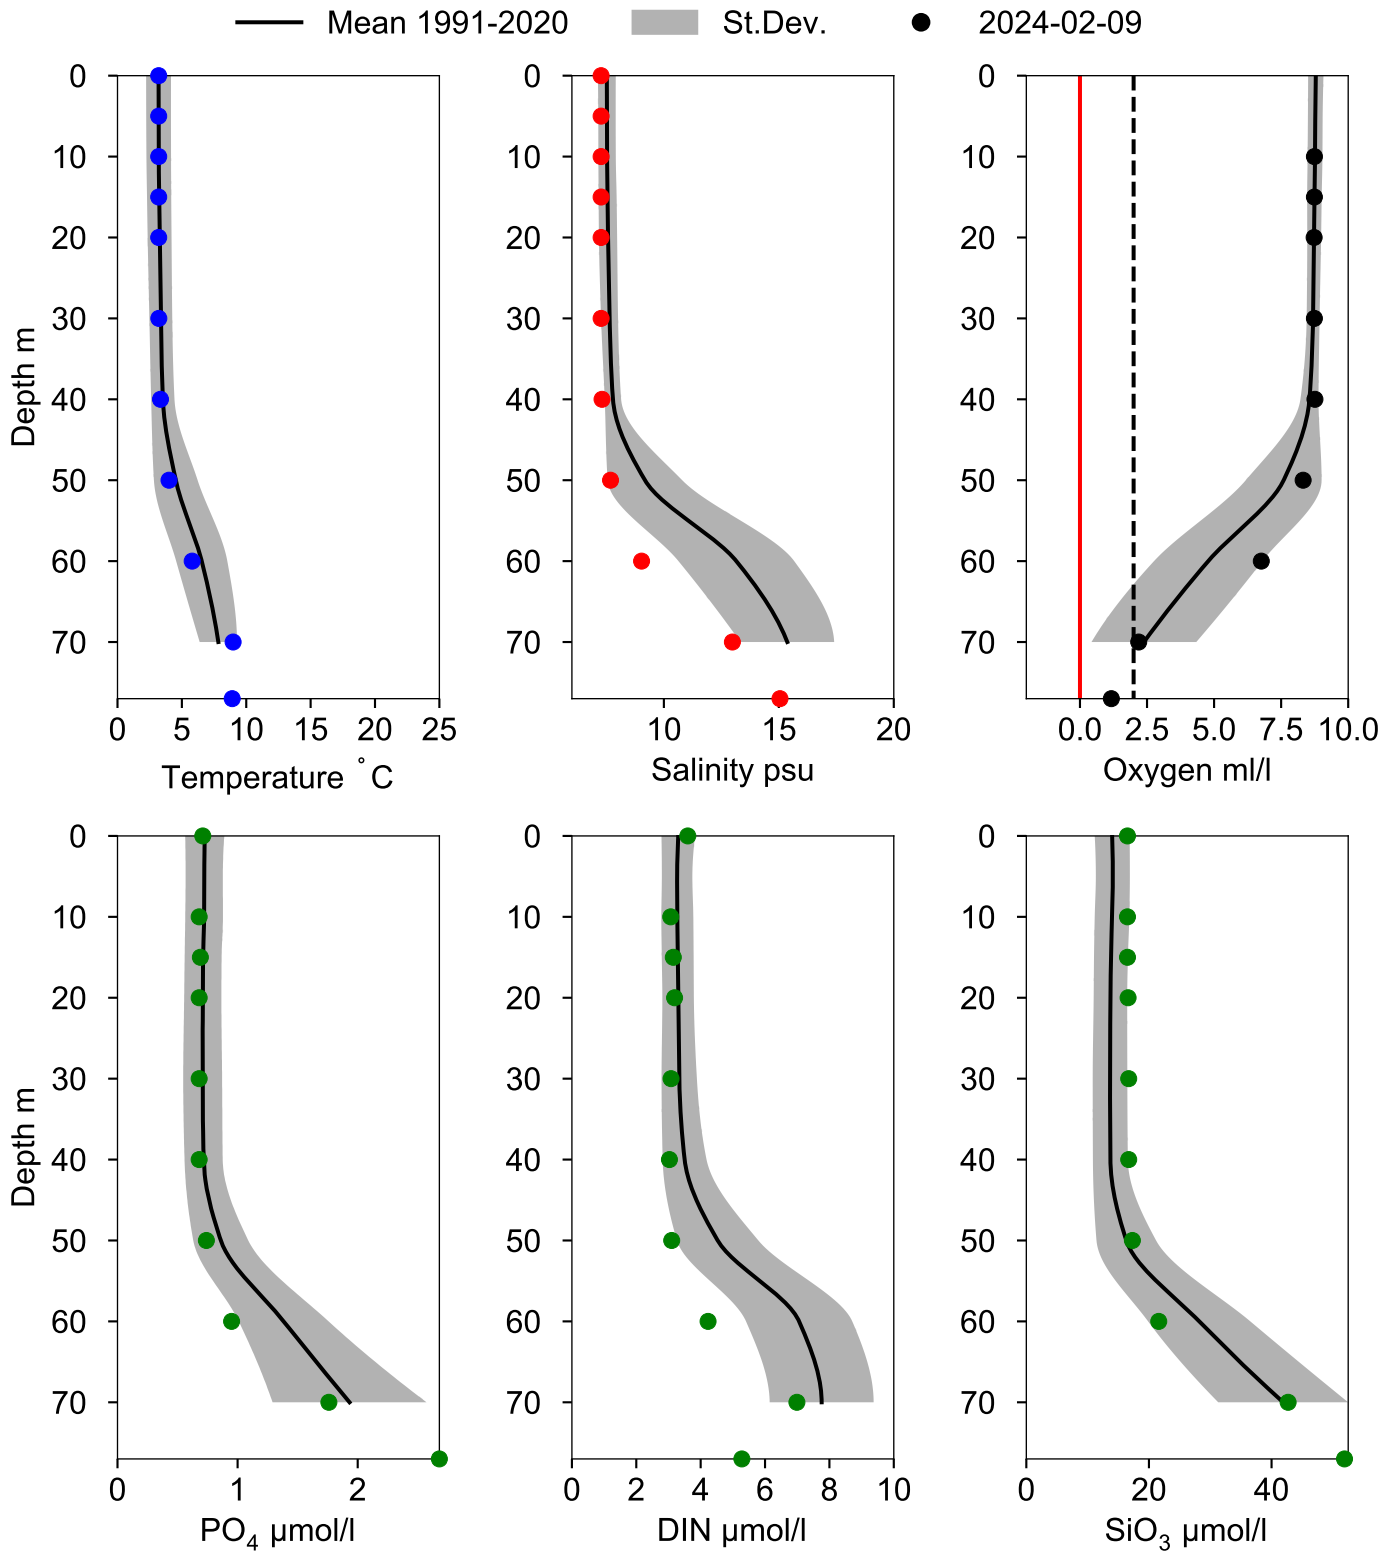 Mean 1991-2020 St.Dev. 2024-02-09
0 0 0
10 10 10
20 20 20
30 30 30
Depth m
40 40 40
50 50 50
60 60 60
70 70 70
0 5 10 15 20 25 10 15 20 0.0 2.5 5.0 7.5 10.0
Temperature °C Salinity psu Oxygen ml/l
0 0 0
10 10 10
20 20 20
30 30 30
Depth m
40 40 40
50 50 50
60 60 60
70 70 70
0 1 2 0 2 4 6 8 10 0 20 40
PO₄ µmol/l DIN µmol/l SiO₃ µmol/l